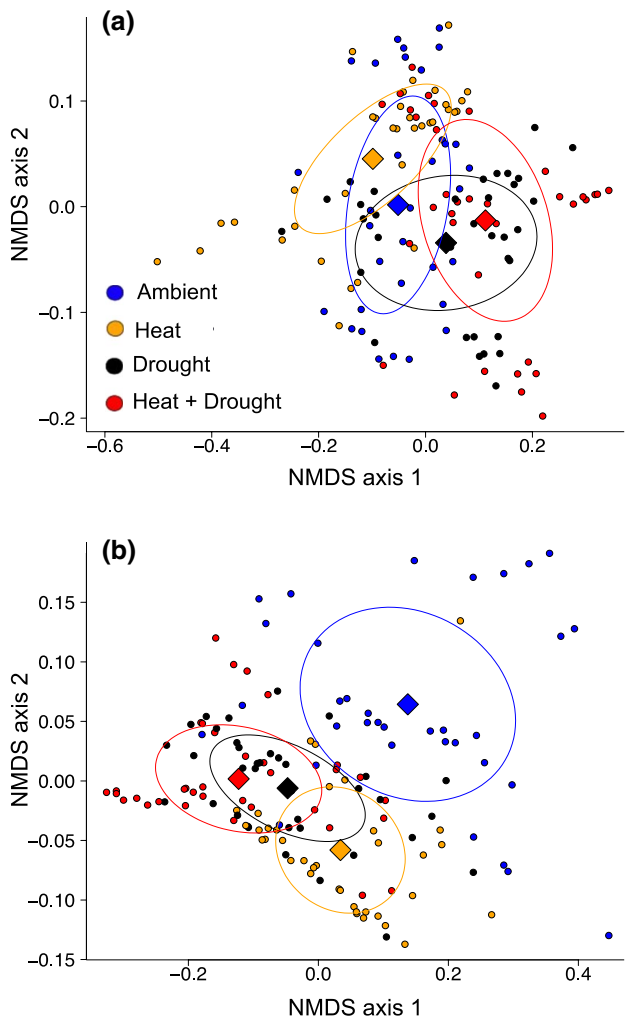 (a)
NMDS axis 2
0.1
0.0
−0.1
−0.2
Ambient
Heat
Drought
Heat + Drought
−0.6
−0.4
−0.2
0.0
0.2
NMDS axis 1
(b)
NMDS axis 2
0.15
0.10
0.05
0.00
−0.05
−0.10
−0.15
−0.2
0.0
0.2
0.4
NMDS axis 1